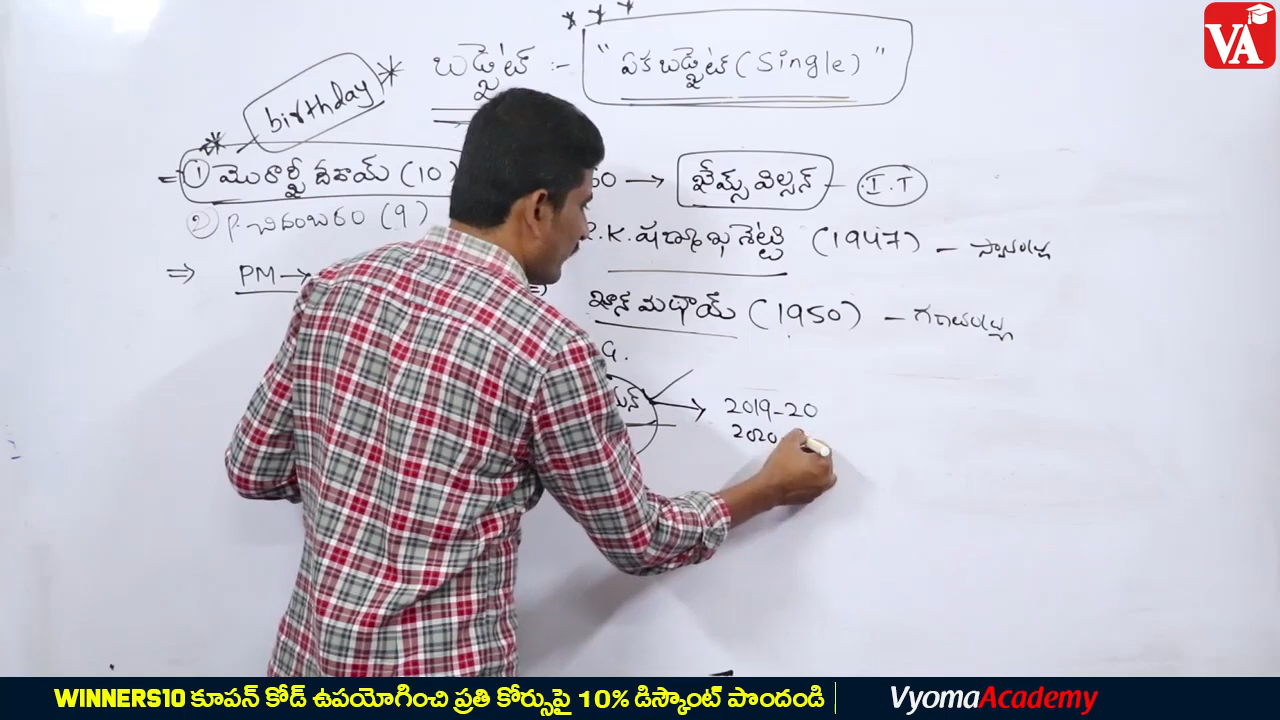 బడ్జెట్ :- "ఏక బడ్జెట్ (Single)"
birthday
① మొరార్జీ దేశాయ్ (10)
② P. చిదంబరం (9)
⇒ PM →
60 → జేమ్స్ విల్సన్ - I.T
R.K. షణ్ముఖ శెట్టి (1947) -
జాన్ మథాయ్ (1950) -
G.
2019-20
2020
VA
WINNERS10 కూపన్ కోడ్ ఉపయోగించి ప్రతి కోర్సుపై 10% డిస్కౌంట్ పొందండి
VyomaAcademy